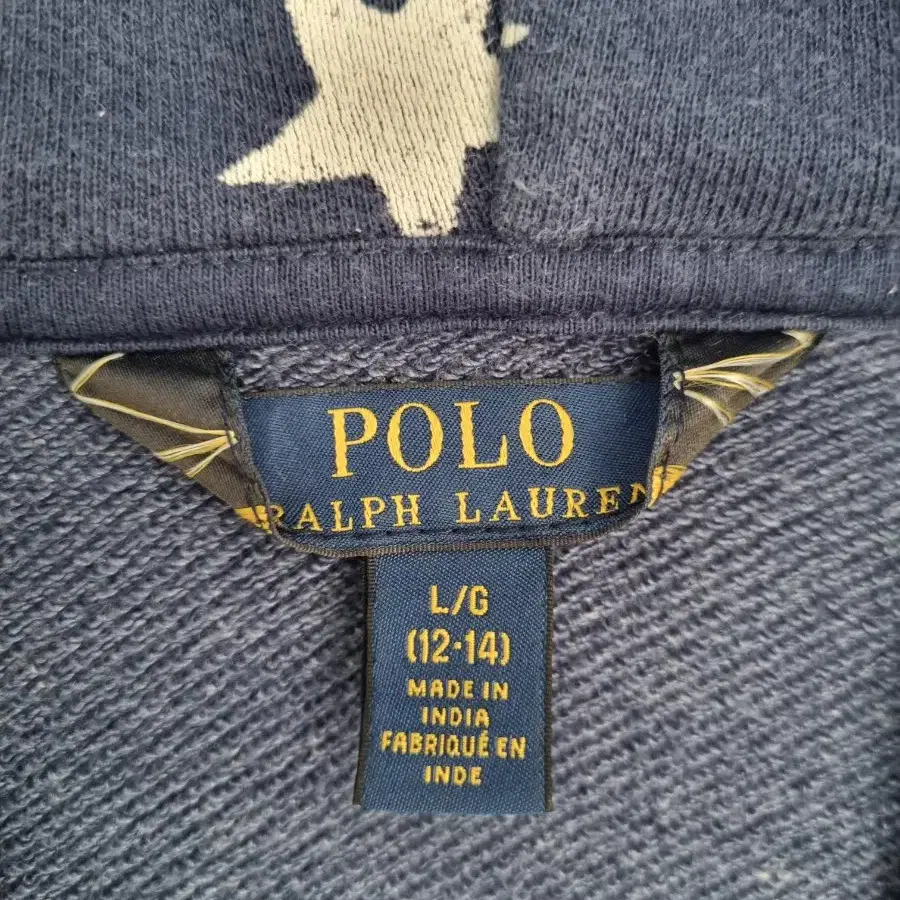 POLO
RALPH LAUREN
L/G
(12-14)
MADE IN
INDIA
FABRIQUÉ EN
INDE